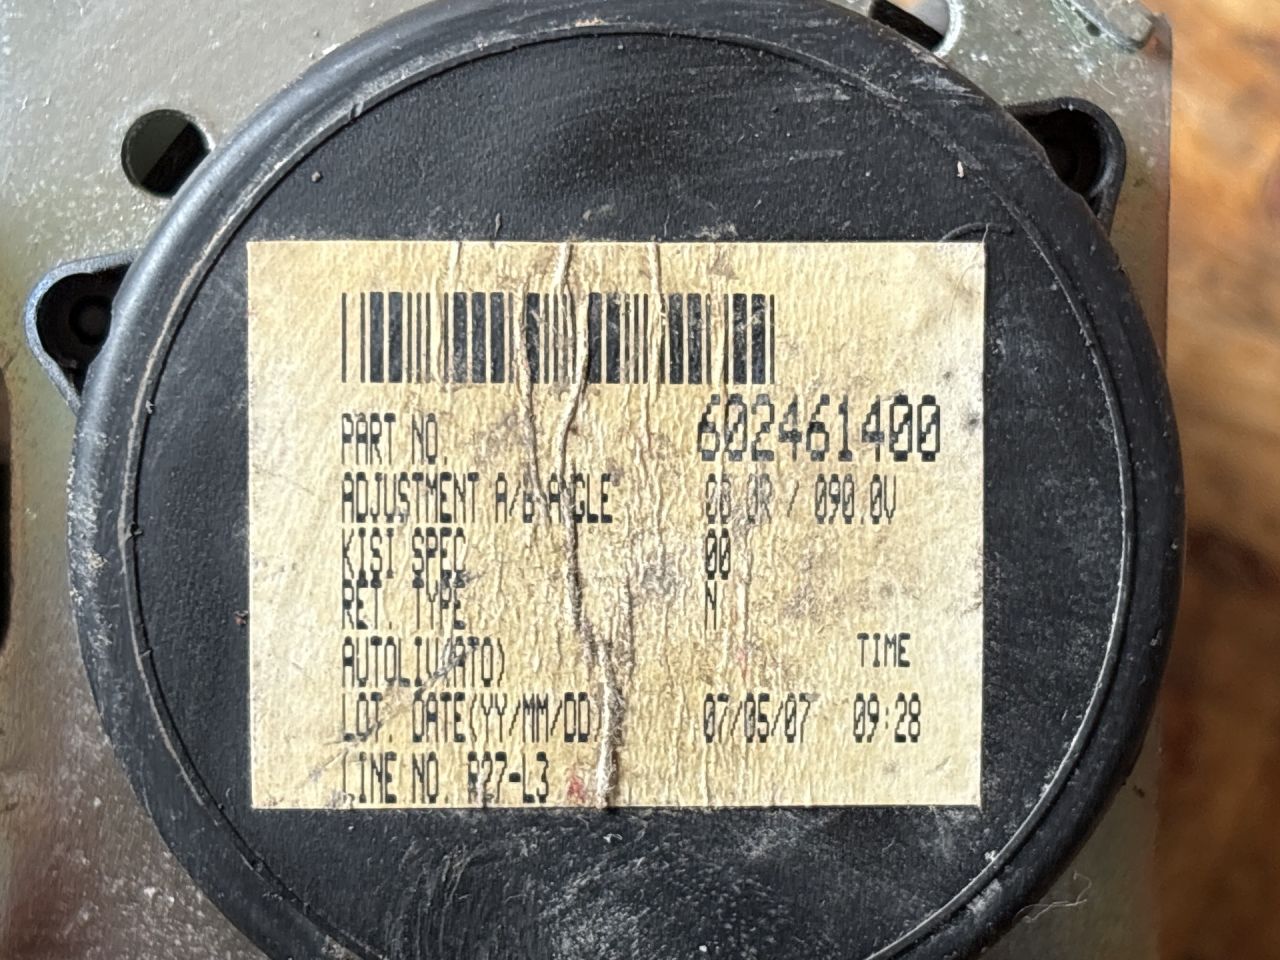 PART NO 602461400
ADJUSTMENT A/B ANGLE 00.0R / 090.0V
KISI SPEC 00
RET. TYPE N
AUTOLIV(ATO) TIME
LOT. DATE(YY/MM/DD) 07/05/07 09:28
LINE NO. R27-L3